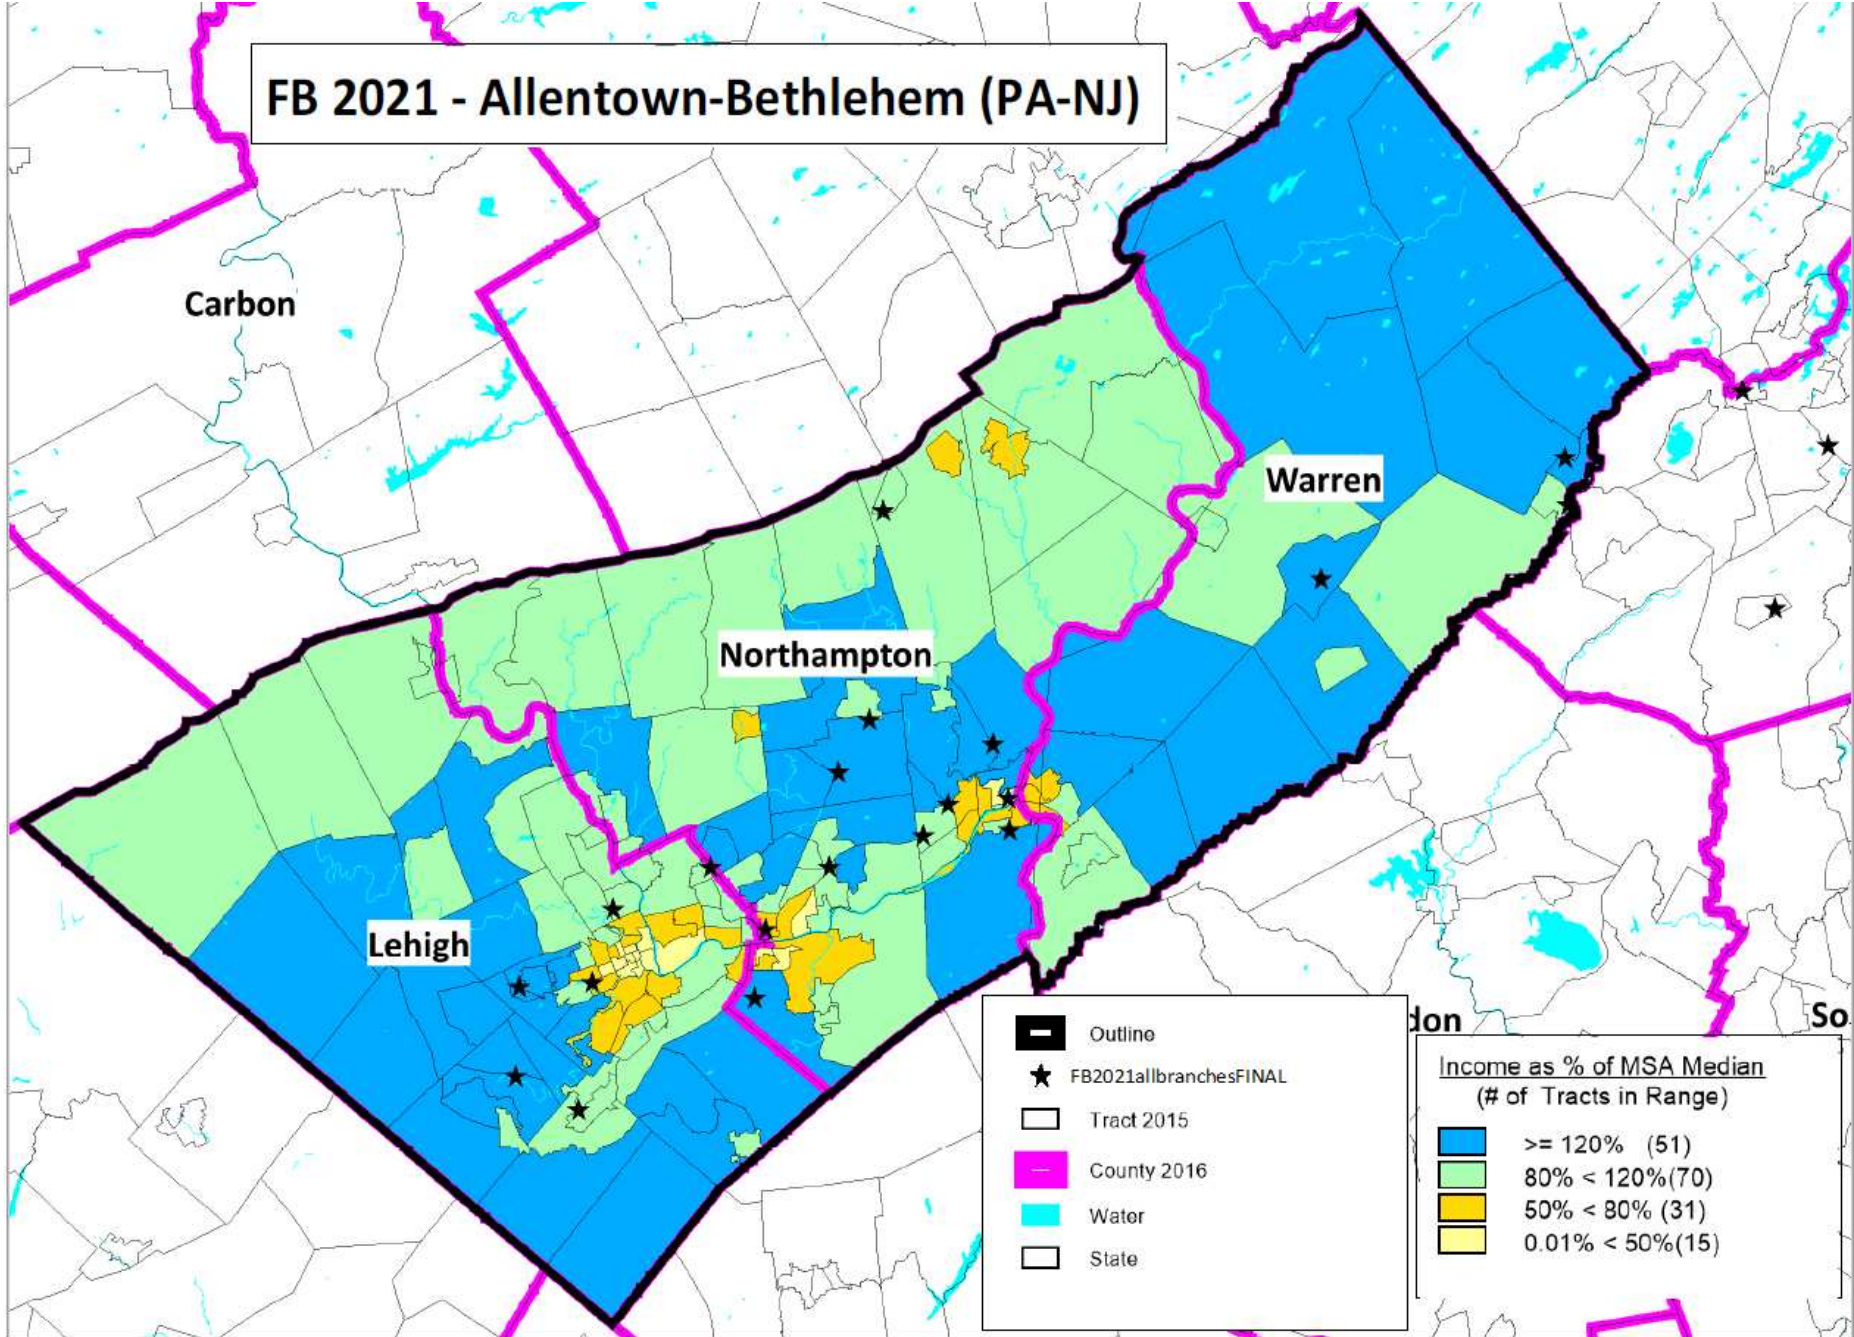 FB 2021 - Allentown-Bethlehem (PA-NJ)
Carbon
Warren
Northampton
Lehigh
don
So
Outline
FB2021allbranchesFINAL
Tract 2015
County 2016
Water
State
Income as % of MSA Median
(# of Tracts in Range)
>= 120% (51)
80% < 120%(70)
50% < 80% (31)
0.01% < 50%(15)